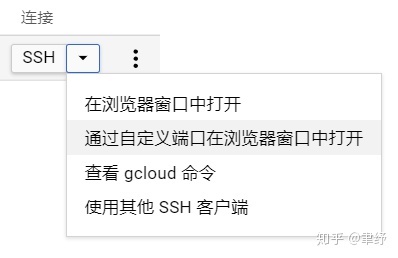 连接
SSH
在浏览器窗口中打开
通过自定义端口在浏览器窗口中打开
查看 gcloud 命令
使用其他 SSH 客户端
知乎 @聿纾